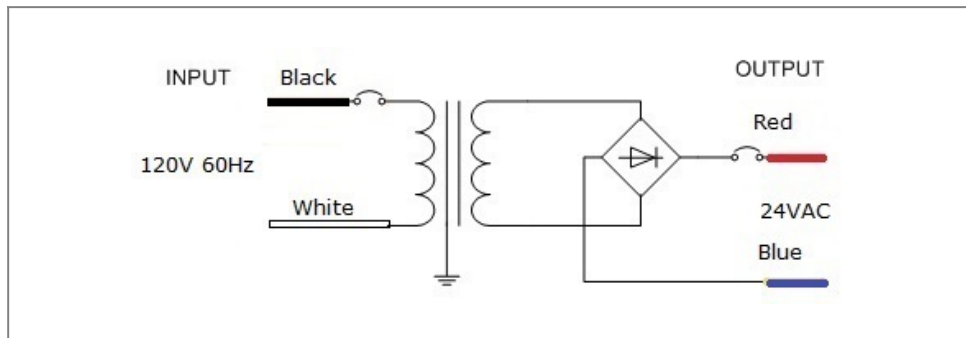 INPUT
Black
OUTPUT
Red
120V 60Hz
White
24VAC
Blue